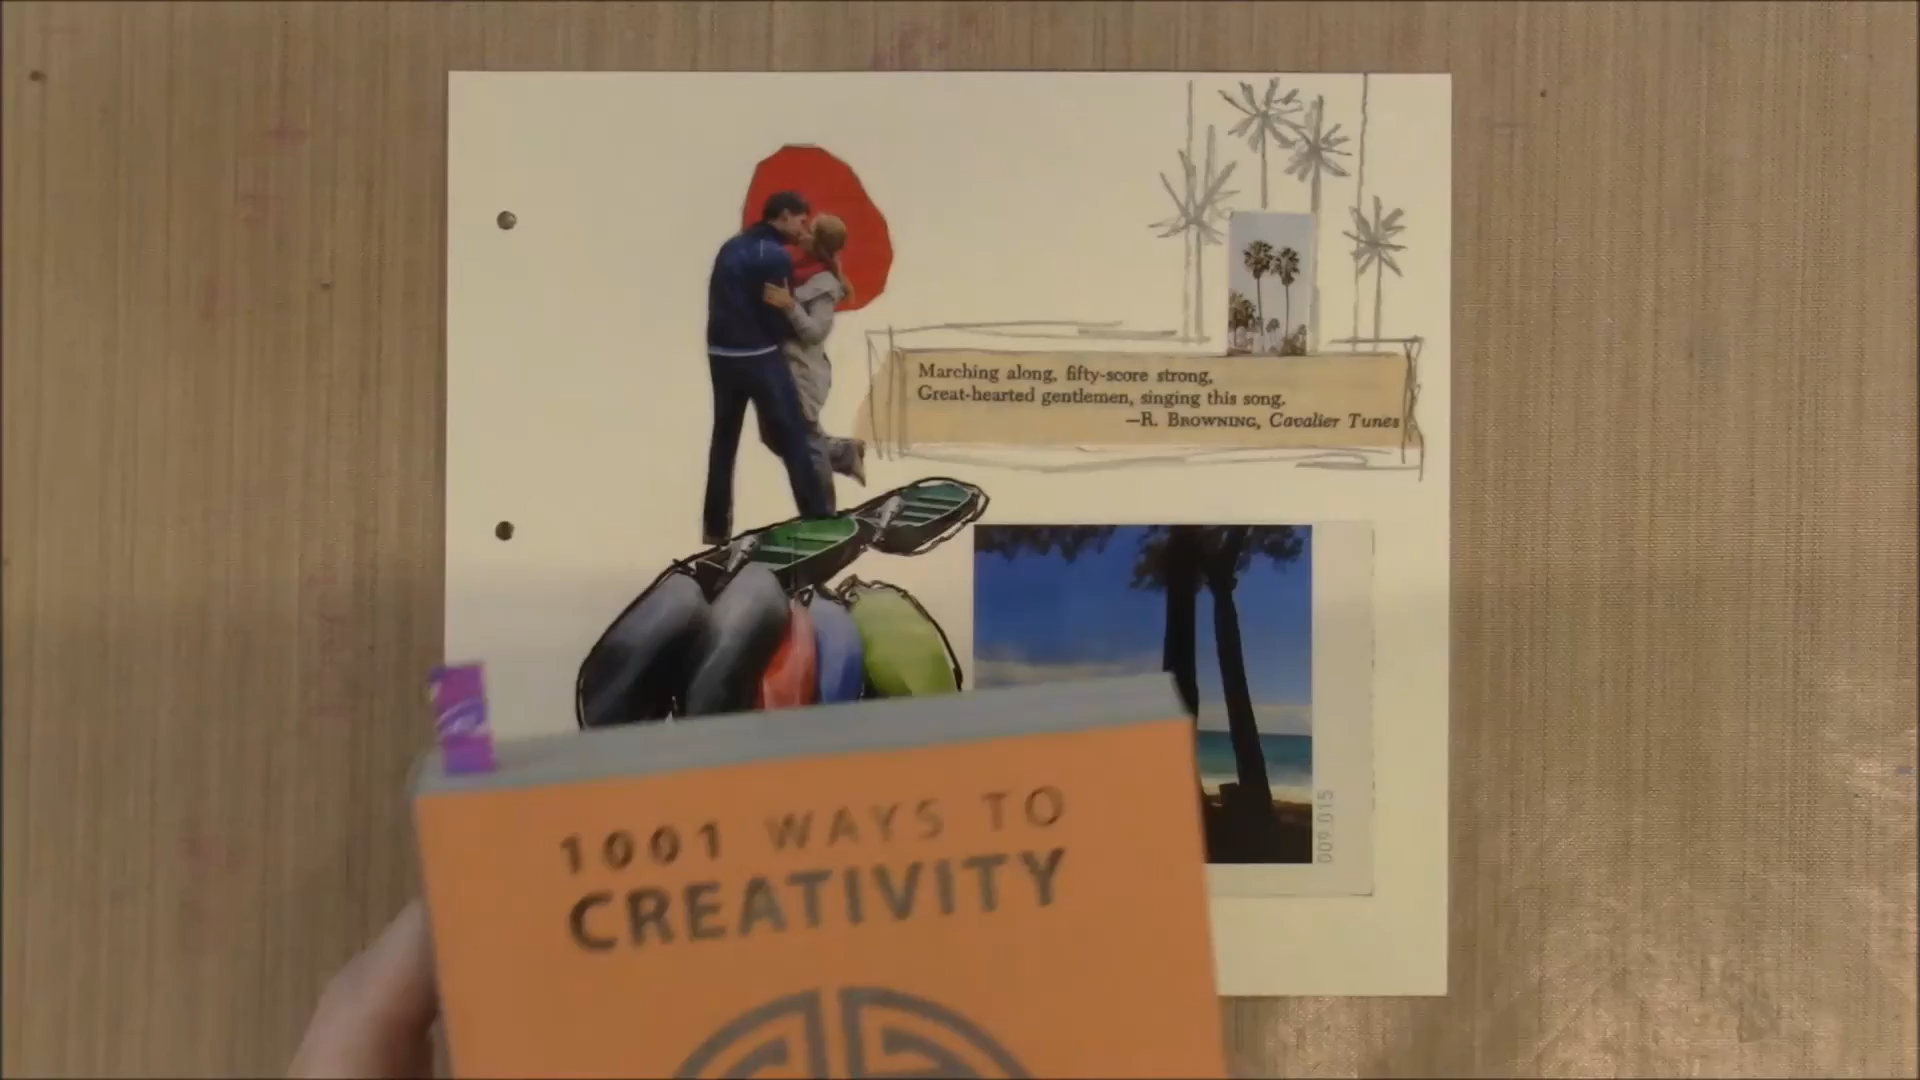 Marching along, fifty-score strong,
Great-hearted gentlemen, singing this song.
—R. BROWNING, Cavalier Tunes
009 015
1001 WAYS TO
CREATIVITY